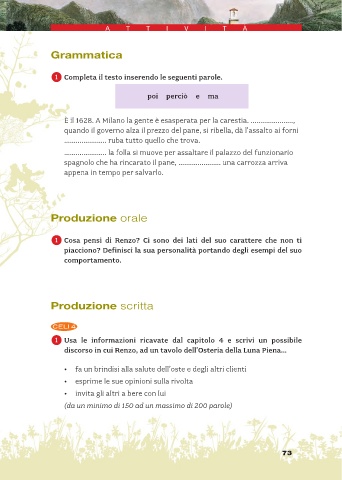 ATTIVITÀ
Grammatica
1 Completa il testo inserendo le seguenti parole.
poi perciò e ma
È il 1628. A Milano la gente è esasperata per la carestia. ......................,
quando il governo alza il prezzo del pane, si ribella, dà l'assalto ai forni
...................... ruba tutto quello che trova.
...................... la folla si muove per assaltare il palazzo del funzionario
spagnolo che ha rincarato il pane, ...................... una carrozza arriva
appena in tempo per salvarlo.
Produzione orale
1 Cosa pensi di Renzo? Ci sono dei lati del suo carattere che non ti
piacciono? Definisci la sua personalità portando degli esempi del suo
comportamento.
Produzione scritta
CELI 4
1 Usa le informazioni ricavate dal capitolo 4 e scrivi un possibile
discorso in cui Renzo, ad un tavolo dell'Osteria della Luna Piena...
• fa un brindisi alla salute dell'oste e degli altri clienti
• esprime le sue opinioni sulla rivolta
• invita gli altri a bere con lui
(da un minimo di 150 ad un massimo di 200 parole)
73